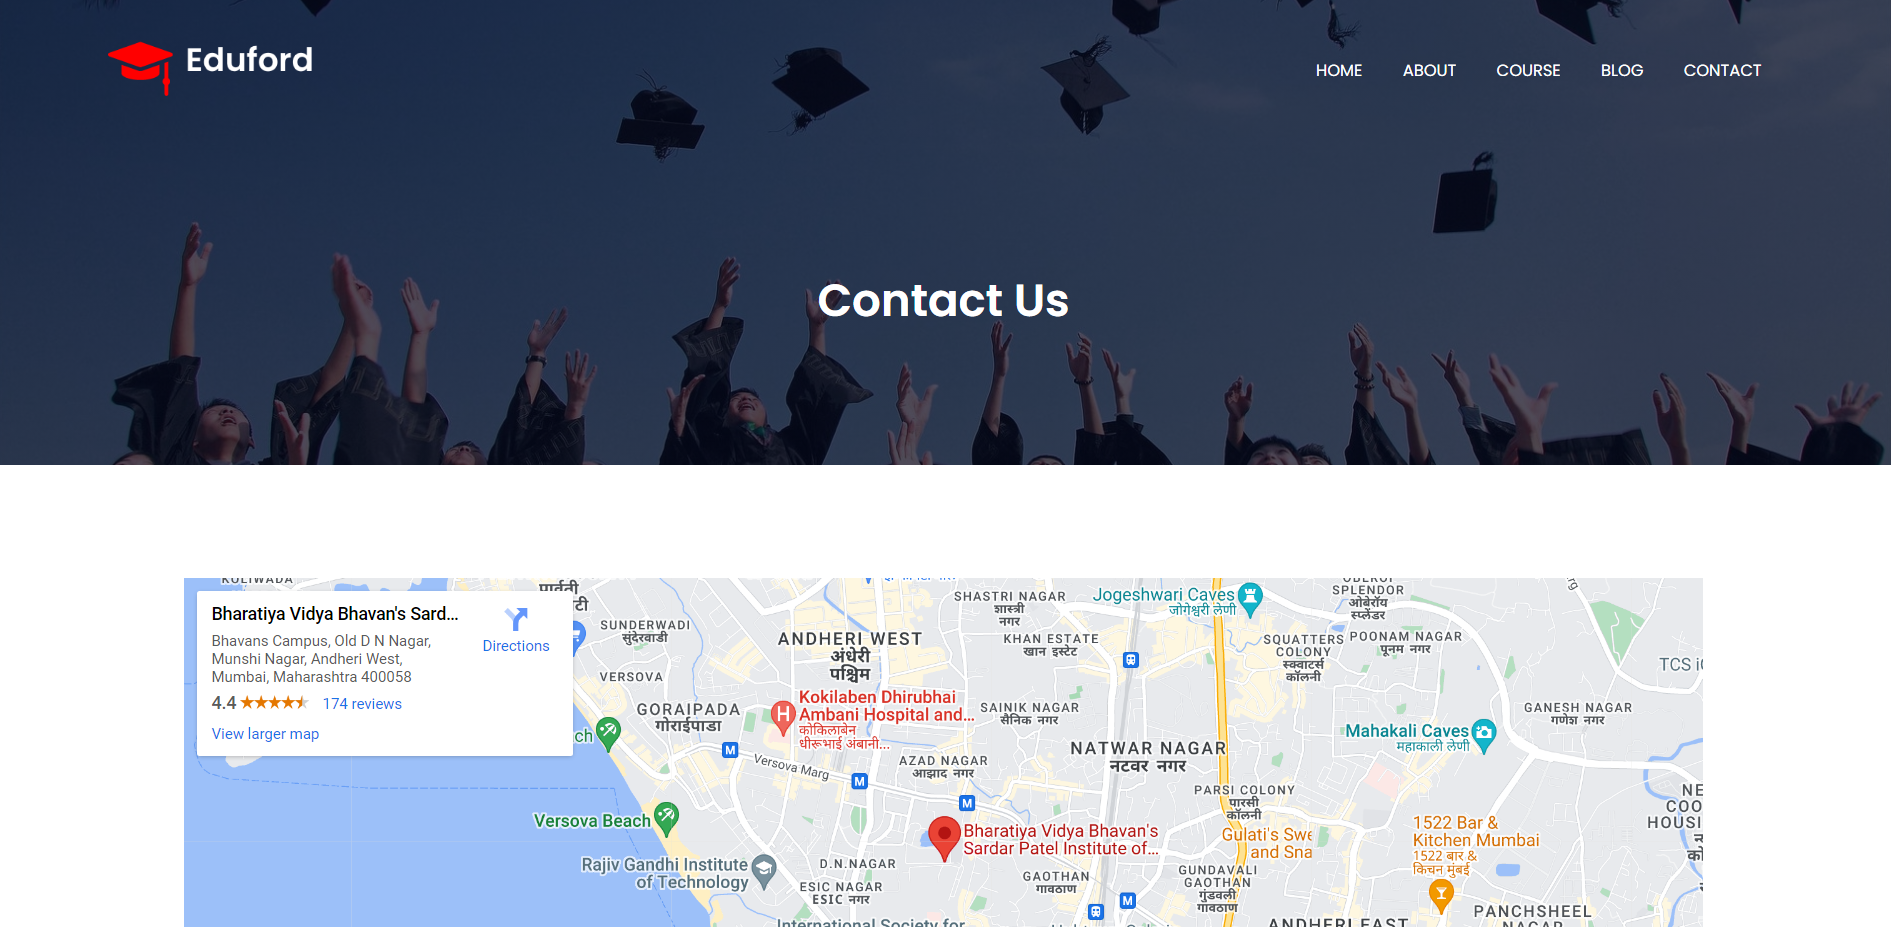 Eduford
HOME ABOUT COURSE BLOG CONTACT
Contact Us
Bharatiya Vidya Bhavan's Sard...
Bhavans Campus, Old D N Nagar,
Munshi Nagar, Andheri West,
Mumbai, Maharashtra 400058
4.4 174 reviews
View larger map
Directions
KOLIWADA
पार्वती
SUNDERWADI
सुंदरवाडी
VERSOVA
GORAIPADA
गोराईपाडा
ANDHERI WEST
अंधेरी
पश्चिम
Kokilaben Dhirubhai
Ambani Hospital and...
कोकिलाबेन
धीरूभाई अंबानी...
SHASTRI NAGAR
शास्त्री
नगर
KHAN ESTATE
खान इस्टेट
Jogeshwari Caves
जोगेश्वरी लेणी
OBEROI
SPLENDOR
ओबेरॉय
स्प्लेंडर
SQUATTERS
COLONY
स्क्वाटर्स
कॉलनी
POONAM NAGAR
पूनम नगर
TCS
SAINIK NAGAR
सैनिक नगर
GANESH NAGAR
गणेश नगर
Mahakali Caves
महाकाली लेणी
NATWAR NAGAR
नटवर नगर
AZAD NAGAR
आझाद नगर
Versova Marg
M
M
M
PARSI COLONY
पारसी
कॉलनी
NE
COO
HOUSI
Versova Beach
Bharatiya Vidya Bhavan's
Sardar Patel Institute of...
Gulati's Swe
and Sna
1522 Bar &
Kitchen Mumbai
1522 बार &
किचन मुंबई
Rajiv Gandhi Institute
of Technology
D.N.NAGAR
ESIC NAGAR
ESIC नगर
GAOTHAN
गावठाण
GUNDAVALI
GAOTHAN
गुंडवली
गावठाण
M
International Society for
ANDHERI EAST
PANCHSHEEL
NAGAR